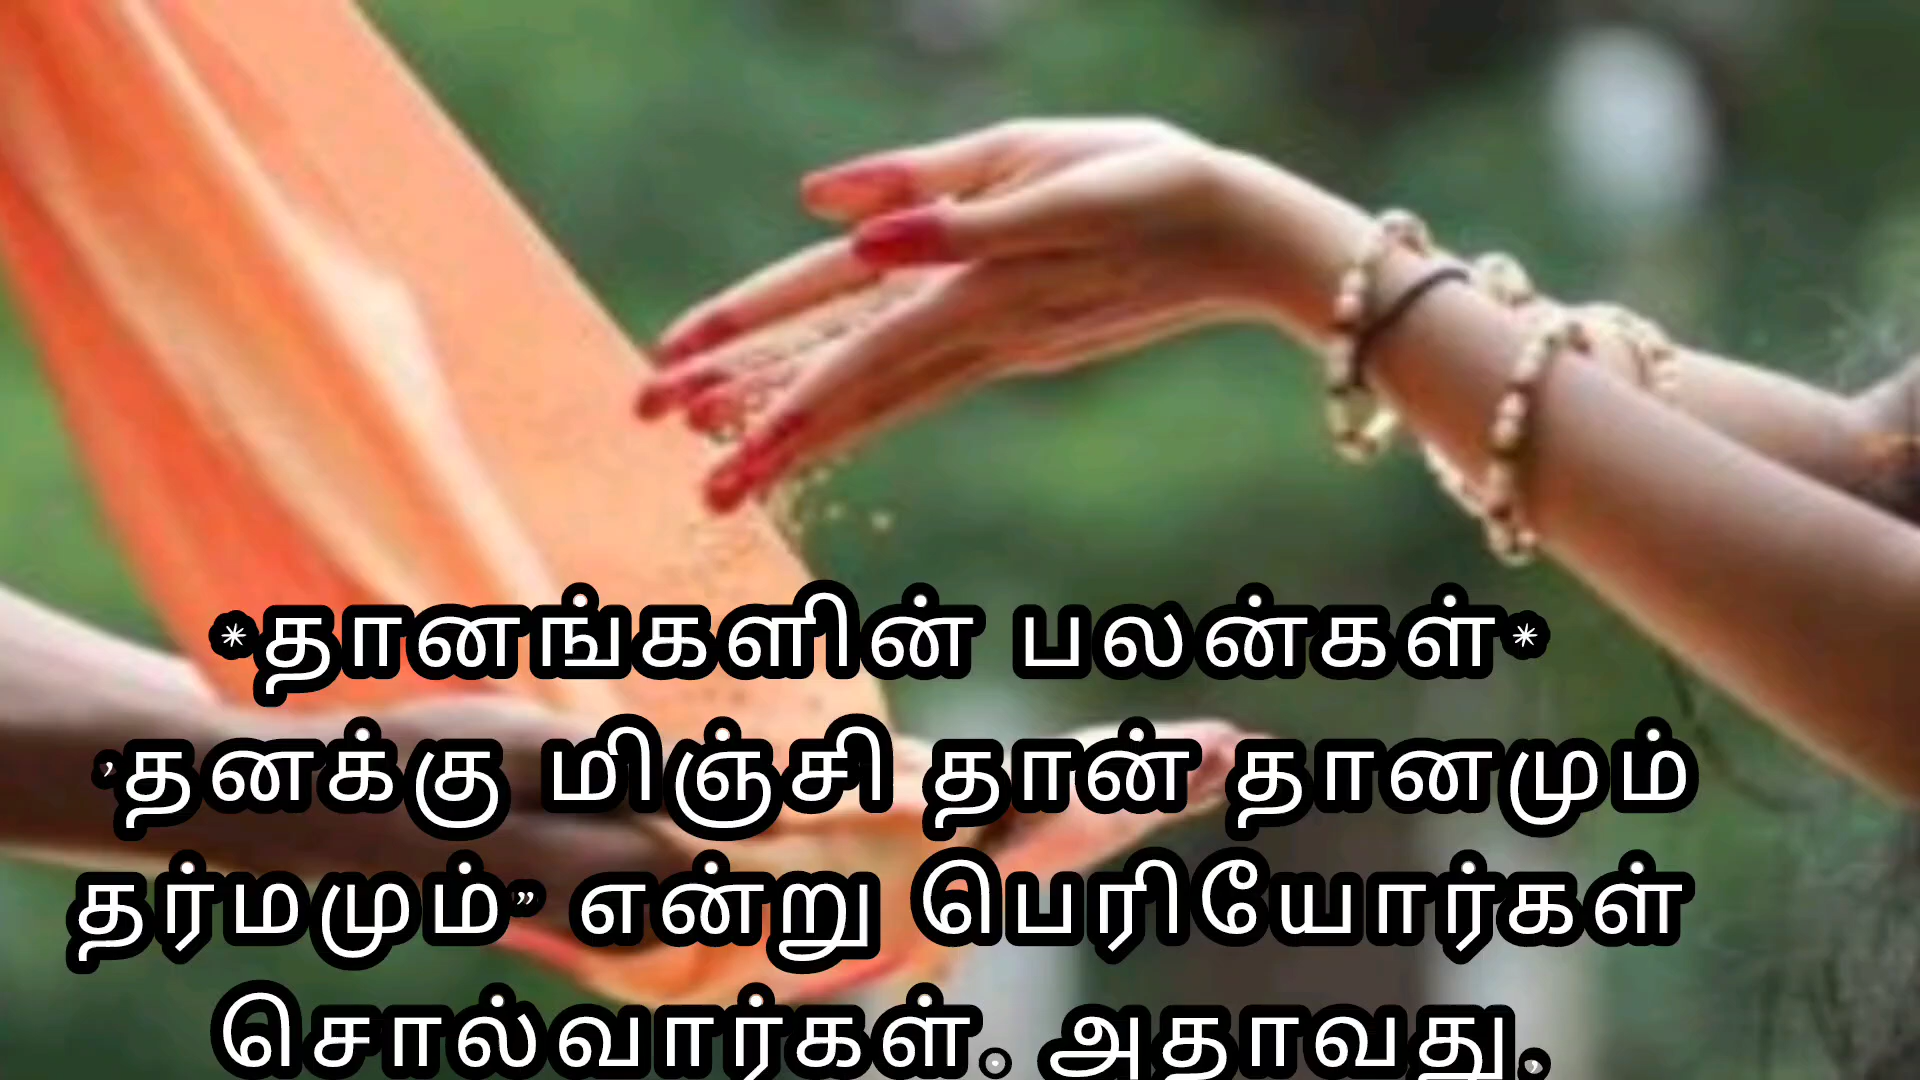 *தானங்களின் பலன்கள்*
’தனக்கு மிஞ்சி தான் தானமும்
தர்மமும்” என்று பெரியோர்கள்
சொல்வார்கள். அதாவது,